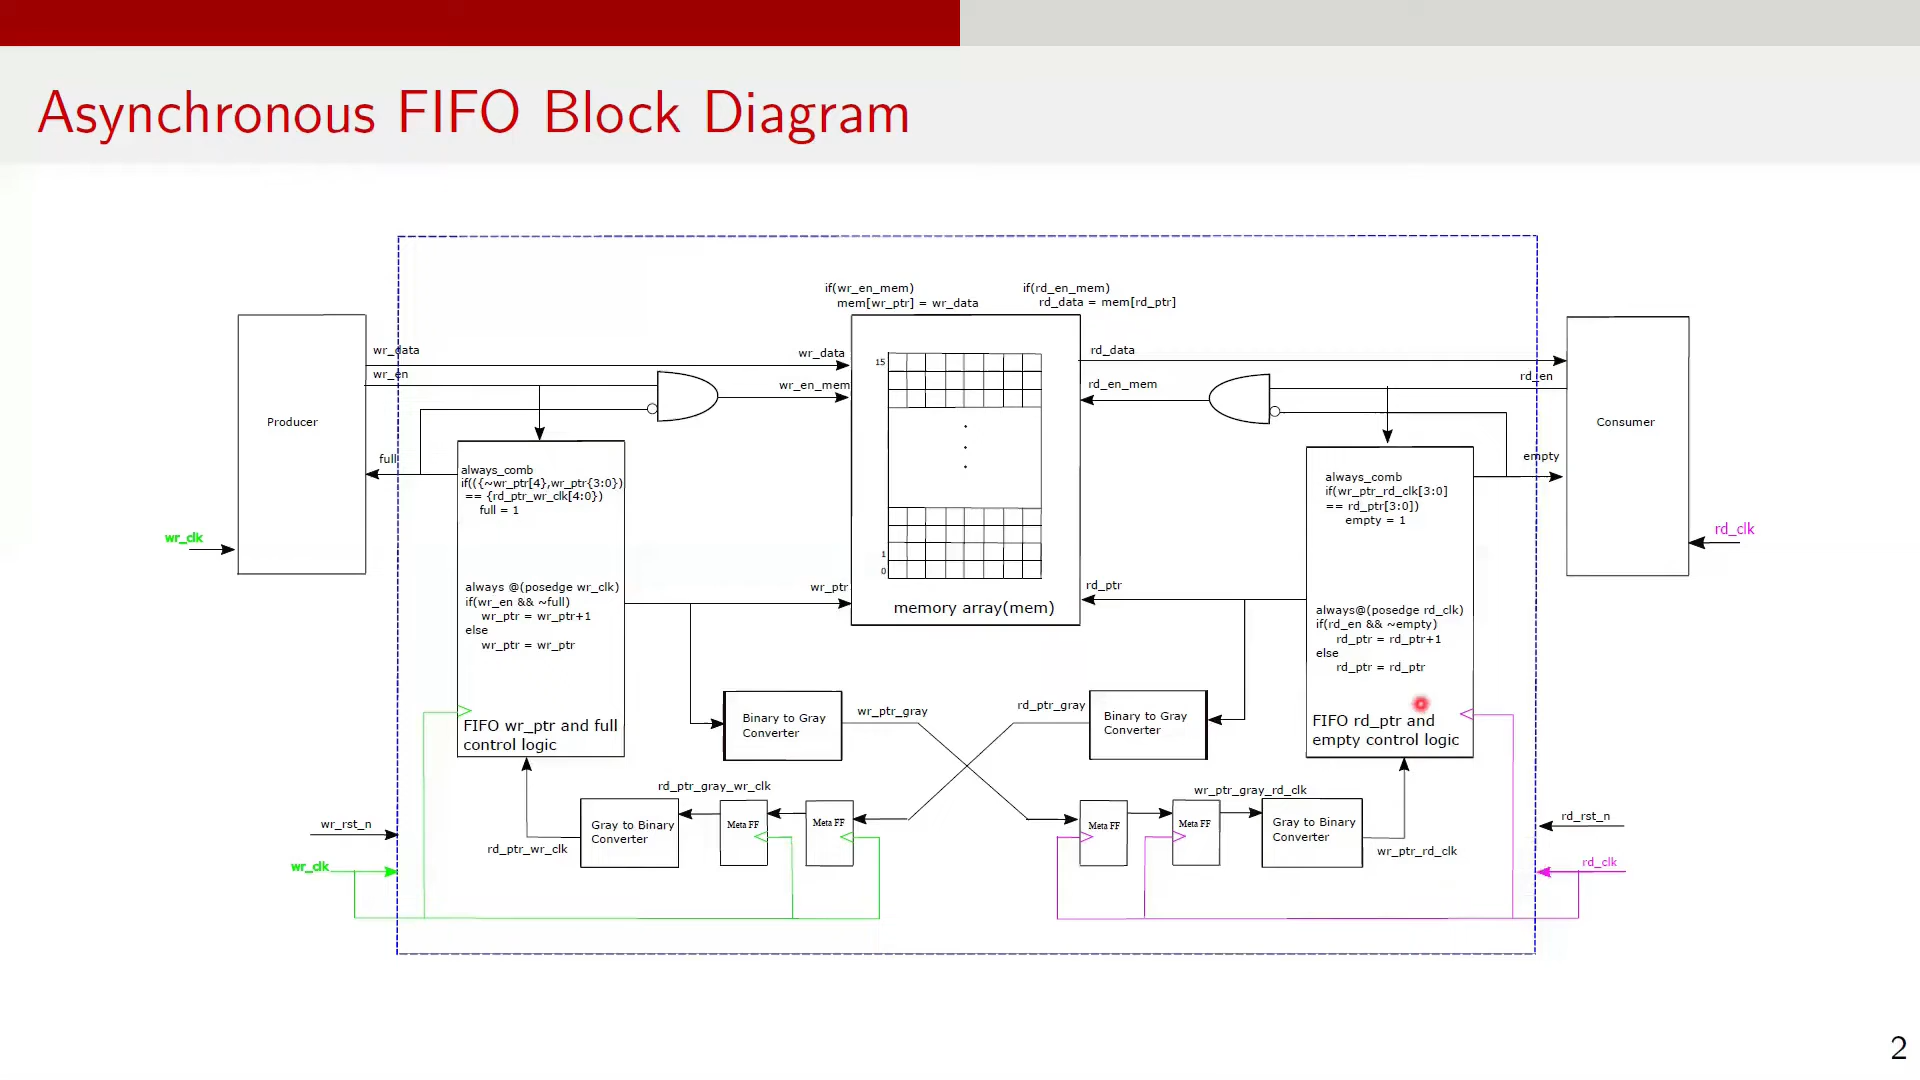 Asynchronous FIFO Block Diagram
if(wr_en_mem)
mem[wr_ptr] = wr_data
if(rd_en_mem)
rd_data = mem[rd_ptr]
wr_data
wr_en
wr_data
wr_en_mem
15
rd_data
rd_en_mem
rd_en
Producer
Consumer
full
empty
always_comb
if(({~wr_ptr[4],wr_ptr{3:0})
== {rd_ptr_wr_clk[4:0})
full = 1
always_comb
if(wr_ptr_rd_clk[3:0]
== rd_ptr[3:0])
empty = 1
wr_clk
rd_clk
1
0
memory array(mem)
wr_ptr
rd_ptr
always @(posedge wr_clk)
if(wr_en && ~full)
wr_ptr = wr_ptr+1
else
wr_ptr = wr_ptr
always@(posedge rd_clk)
if(rd_en && ~empty)
rd_ptr = rd_ptr+1
else
rd_ptr = rd_ptr
FIFO wr_ptr and full
control logic
Binary to Gray
Converter
wr_ptr_gray
rd_ptr_gray
Binary to Gray
Converter
FIFO rd_ptr and
empty control logic
rd_ptr_gray_wr_clk
wr_ptr_gray_rd_clk
Gray to Binary
Converter
Meta FF
Meta FF
Meta FF
Meta FF
Gray to Binary
Converter
rd_ptr_wr_clk
wr_ptr_rd_clk
wr_rst_n
rd_rst_n
wr_clk
rd_clk
2